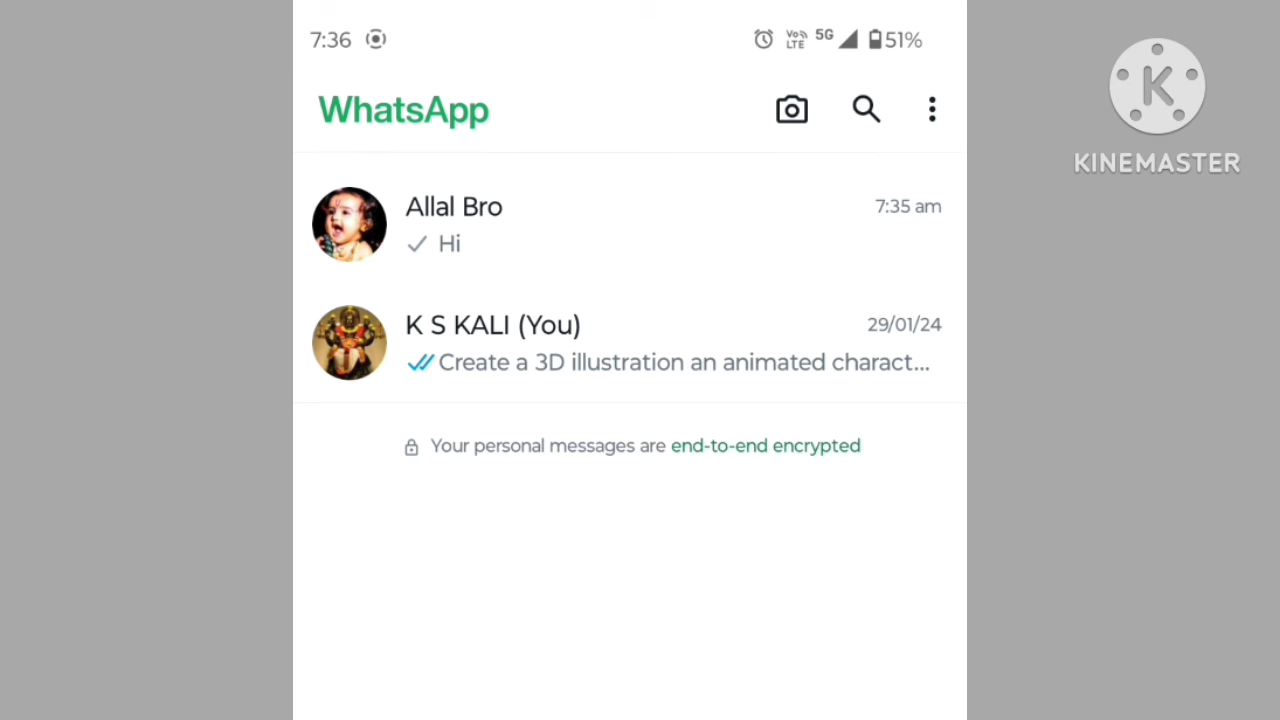 7:36 Vo LTE 5G 51%
WhatsApp
K
KINEMASTER
Allal Bro 7:35 am
Hi
K S KALI (You) 29/01/24
Create a 3D illustration an animated charact...
Your personal messages are end-to-end encrypted